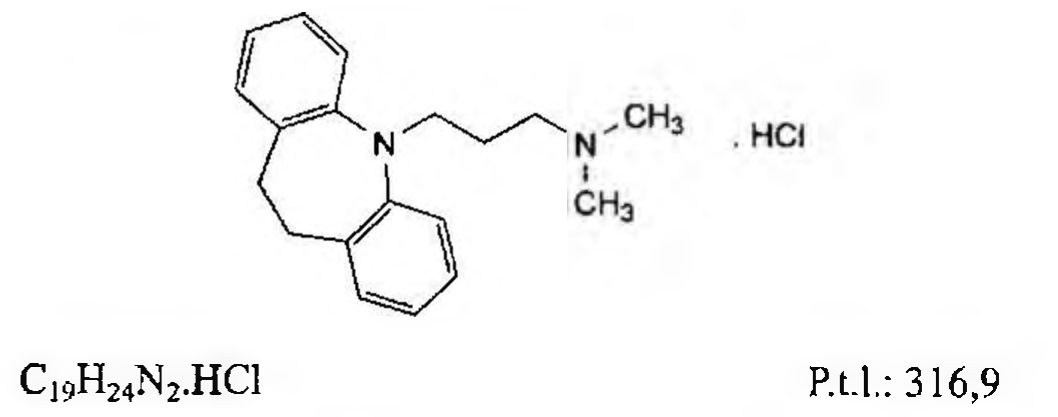 N
CH₃
. HCl
N
CH₃
C₁₉H₂₄N₂.HCl
P.t.l.: 316,9